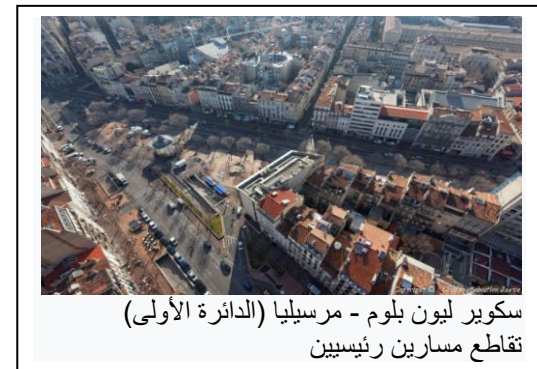 سكوير ليون بلوم - مرسيليا (الدائرة الأولى)
تقاطع مسارين رئيسيين